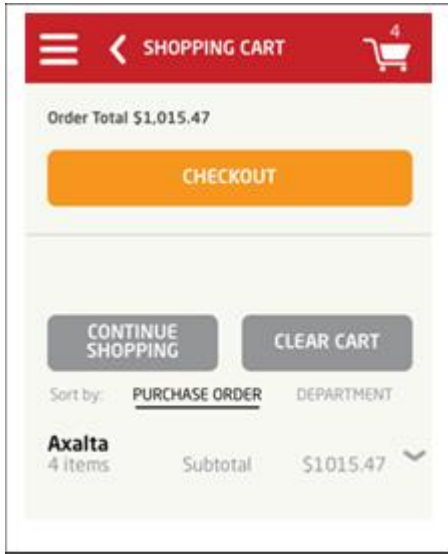 4
SHOPPING CART
Order Total $1,015.47
CHECKOUT
CONTINUE
SHOPPING
CLEAR CART
Sort by: PURCHASE ORDER DEPARTMENT
Axalta
4 items Subtotal $1015.47